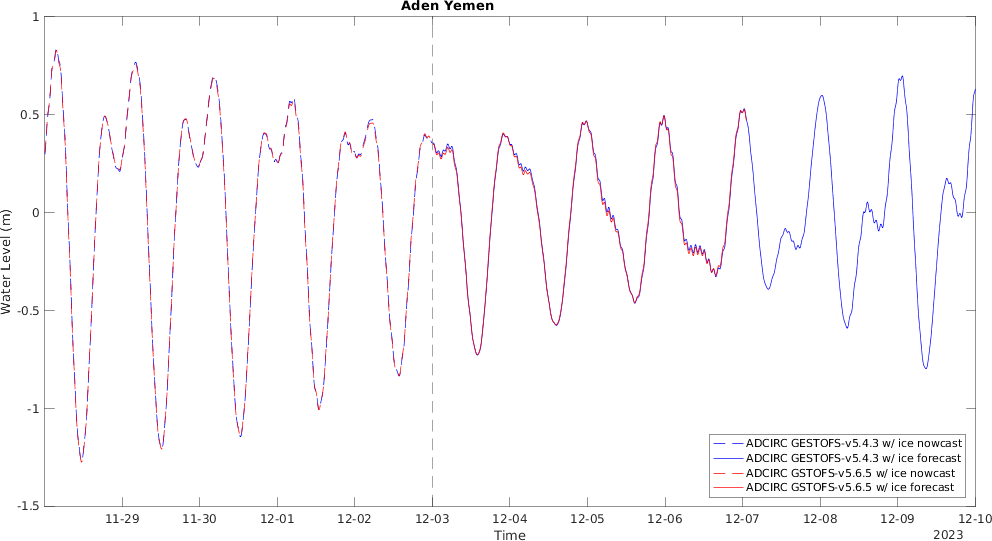 Aden Yemen
Water Level (m)
1
0.5
0
-0.5
-1
-1.5
11-29
11-30
12-01
12-02
12-03
12-04
12-05
12-06
12-07
12-08
12-09
12-10
Time
2023
ADCIRC GESTOFS-v5.4.3 w/ ice nowcast
ADCIRC GESTOFS-v5.4.3 w/ ice forecast
ADCIRC GSTOFS-v5.6.5 w/ ice nowcast
ADCIRC GSTOFS-v5.6.5 w/ ice forecast